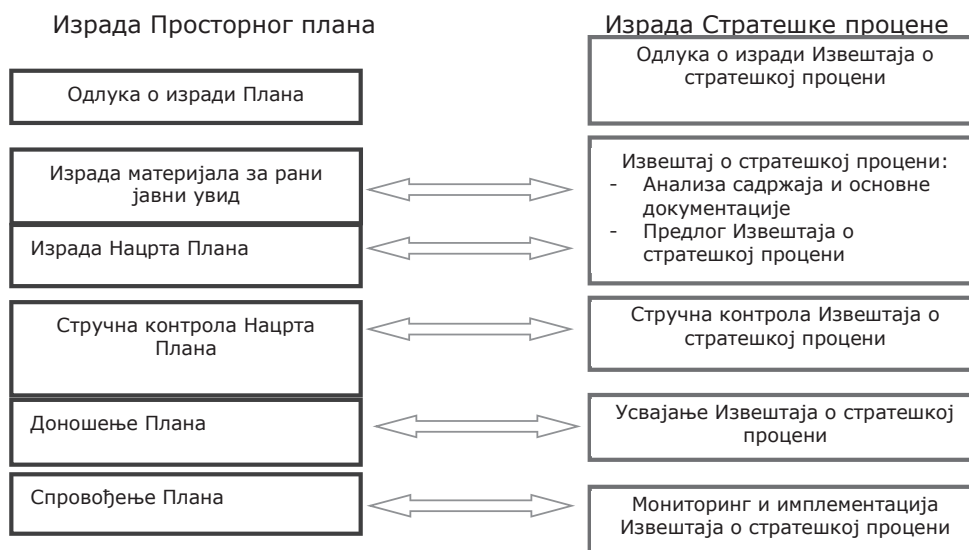 Израда Просторног плана
Израда Стратешке процене
Одлука о изради Плана
Одлука о изради Извештаја о
стратешкој процени
Израда материјала за рани
јавни увид
Израда Нацрта Плана
Извештај о стратешкој процени:
- Анализа садржаја и основне
документације
- Предлог Извештаја о
стратешкој процени
Стручна контрола Нацрта
Плана
Стручна контрола Извештаја о
стратешкој процени
Доношење Плана
Усвајање Извештаја о стратешкој
процени
Спровођење Плана
Мониторинг и имплементација
Извештаја о стратешкој процени